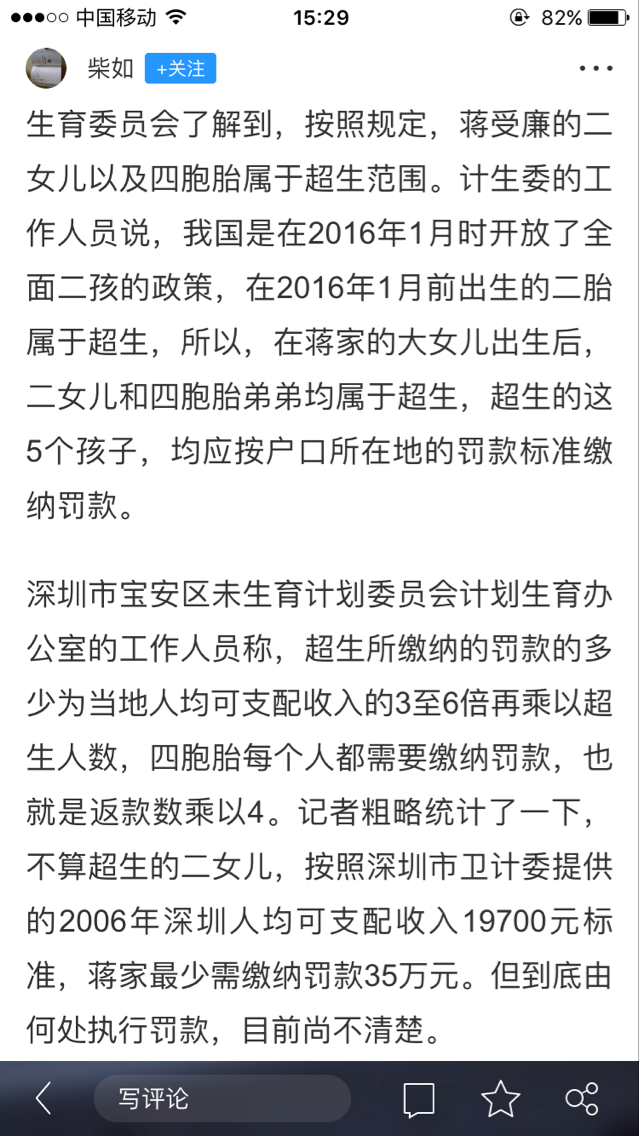 中国移动 15:29 82%
柴如 +关注
生育委员会了解到，按照规定，蒋受廉的二
女儿以及四胞胎属于超生范围。计生委的工
作人员说，我国是在2016年1月时开放了全
面二孩的政策，在2016年1月前出生的二胎
属于超生，所以，在蒋家的大女儿出生后，
二女儿和四胞胎弟弟均属于超生，超生的这
5个孩子，均应按户口所在地的罚款标准缴
纳罚款。
深圳市宝安区未生育计划委员会计划生育办
公室的工作人员称，超生所缴纳的罚款的多
少为当地人均可支配收入的3至6倍再乘以超
生人数，四胞胎每个人都需要缴纳罚款，也
就是返款数乘以4。记者粗略统计了一下，
不算超生的二女儿，按照深圳市卫计委提供
的2006年深圳人均可支配收入19700元标
准，蒋家最少需缴纳罚款35万元。但到底由
何处执行罚款，目前尚不清楚。
写评论